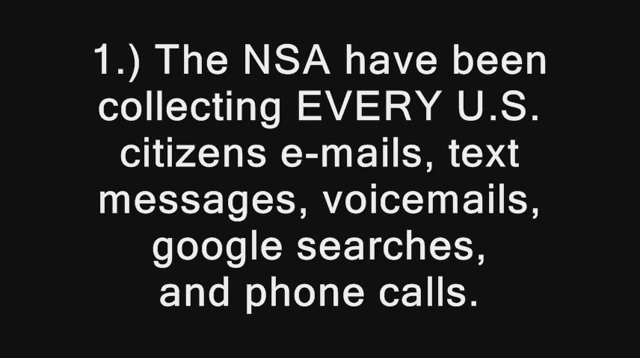 1.) The NSA have been
collecting EVERY U.S.
citizens e-mails, text
messages, voicemails,
google searches,
and phone calls.